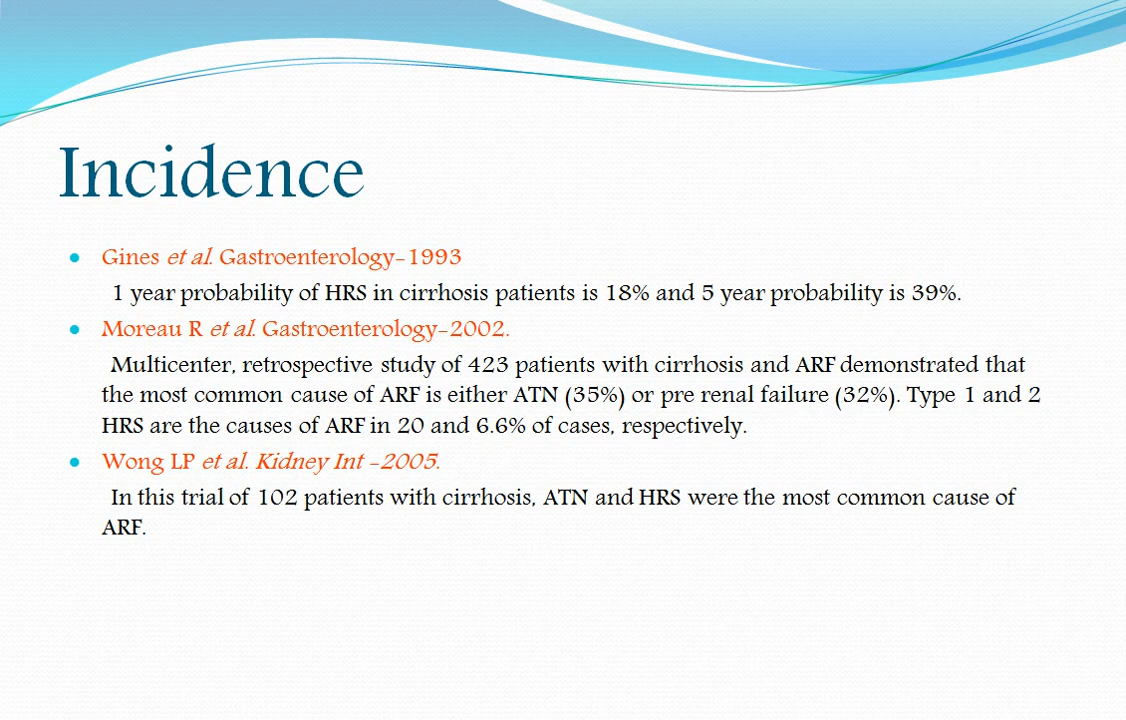 Incidence
Gines et al. Gastroenterology-1993
1 year probability of HRS in cirrhosis patients is 18% and 5 year probability is 39%.
Moreau R et al. Gastroenterology-2002.
Multicenter, retrospective study of 423 patients with cirrhosis and ARF demonstrated that
the most common cause of ARF is either ATN (35%) or pre renal failure (32%). Type 1 and 2
HRS are the causes of ARF in 20 and 6.6% of cases, respectively.
Wong LP et al. Kidney Int -2005.
In this trial of 102 patients with cirrhosis, ATN and HRS were the most common cause of
ARF.